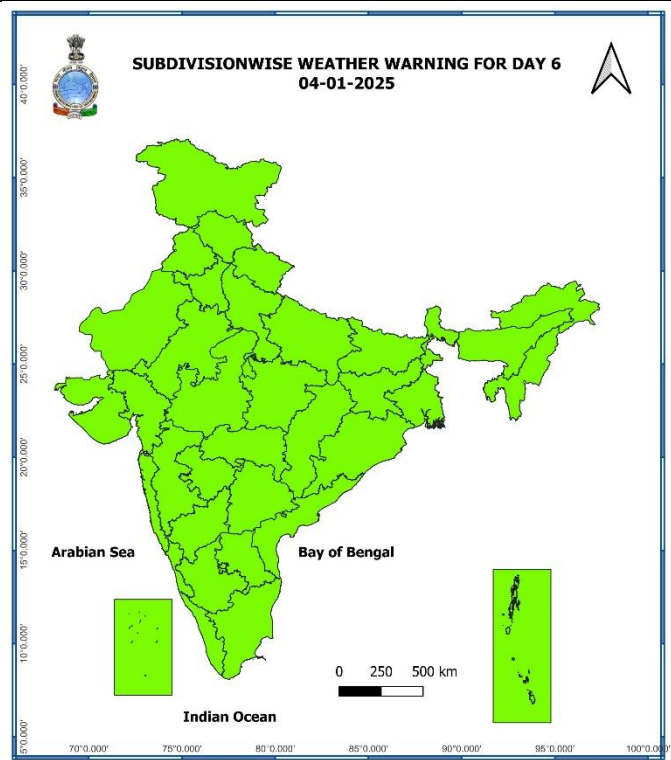 SUBDIVISIONWISE WEATHER WARNING FOR DAY 6
04-01-2025
40°0.000'
35°0.000'
30°0.000'
25°0.000'
20°0.000'
15°0.000'
10°0.000'
5°0.000'
Arabian Sea
Bay of Bengal
0 250 500 km
Indian Ocean
70°0.000' 75°0.000' 80°0.000' 85°0.000' 90°0.000' 95°0.000' 100°0.000'